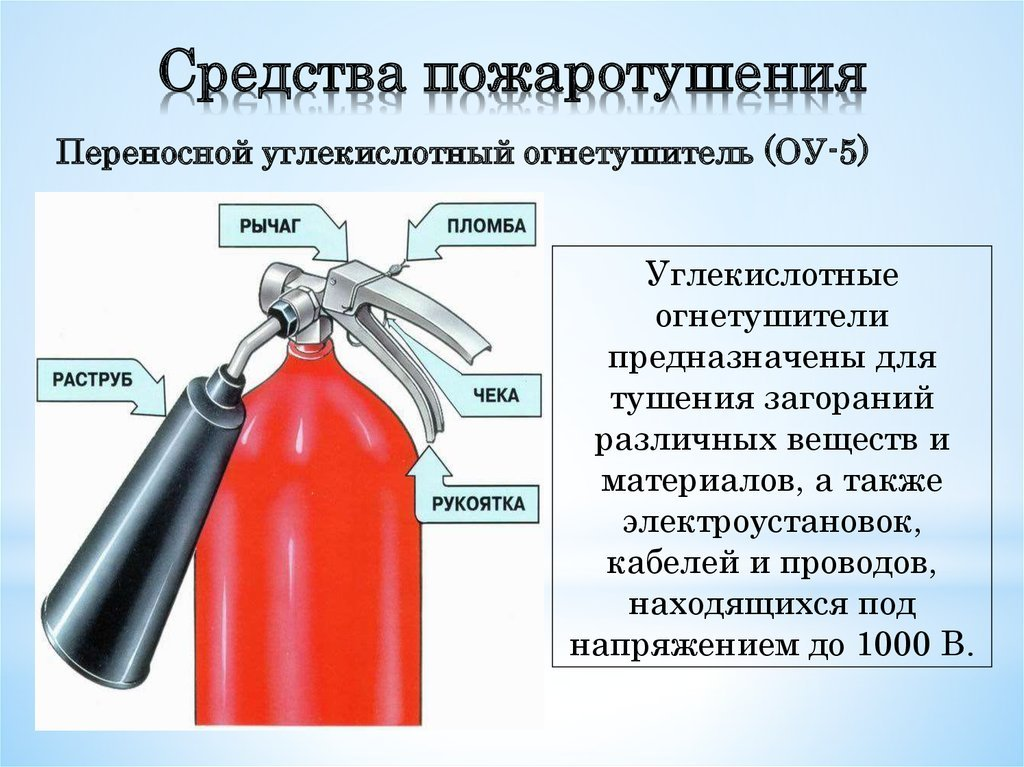 Средства пожаротушения
Переносной углекислотный огнетушитель (ОУ-5)
РЫЧАГ
ПЛОМБА
РАСТРУБ
ЧЕКА
РУКОЯТКА
Углекислотные
огнетушители
предназначены для
тушения загораний
различных веществ и
материалов, а также
электроустановок,
кабелей и проводов,
находящихся под
напряжением до 1000 В.